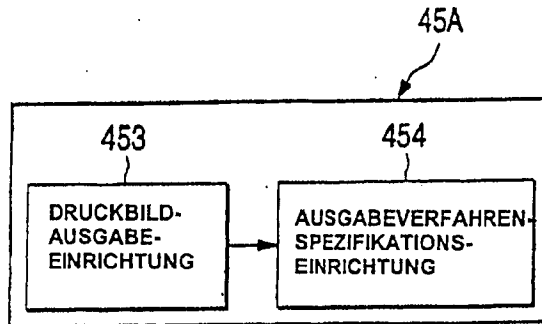 45A
453
454
DRUCKBILD-
AUSGABE-
EINRICHTUNG
AUSGABEVERFAHREN-
SPEZIFIKATIONS-
EINRICHTUNG